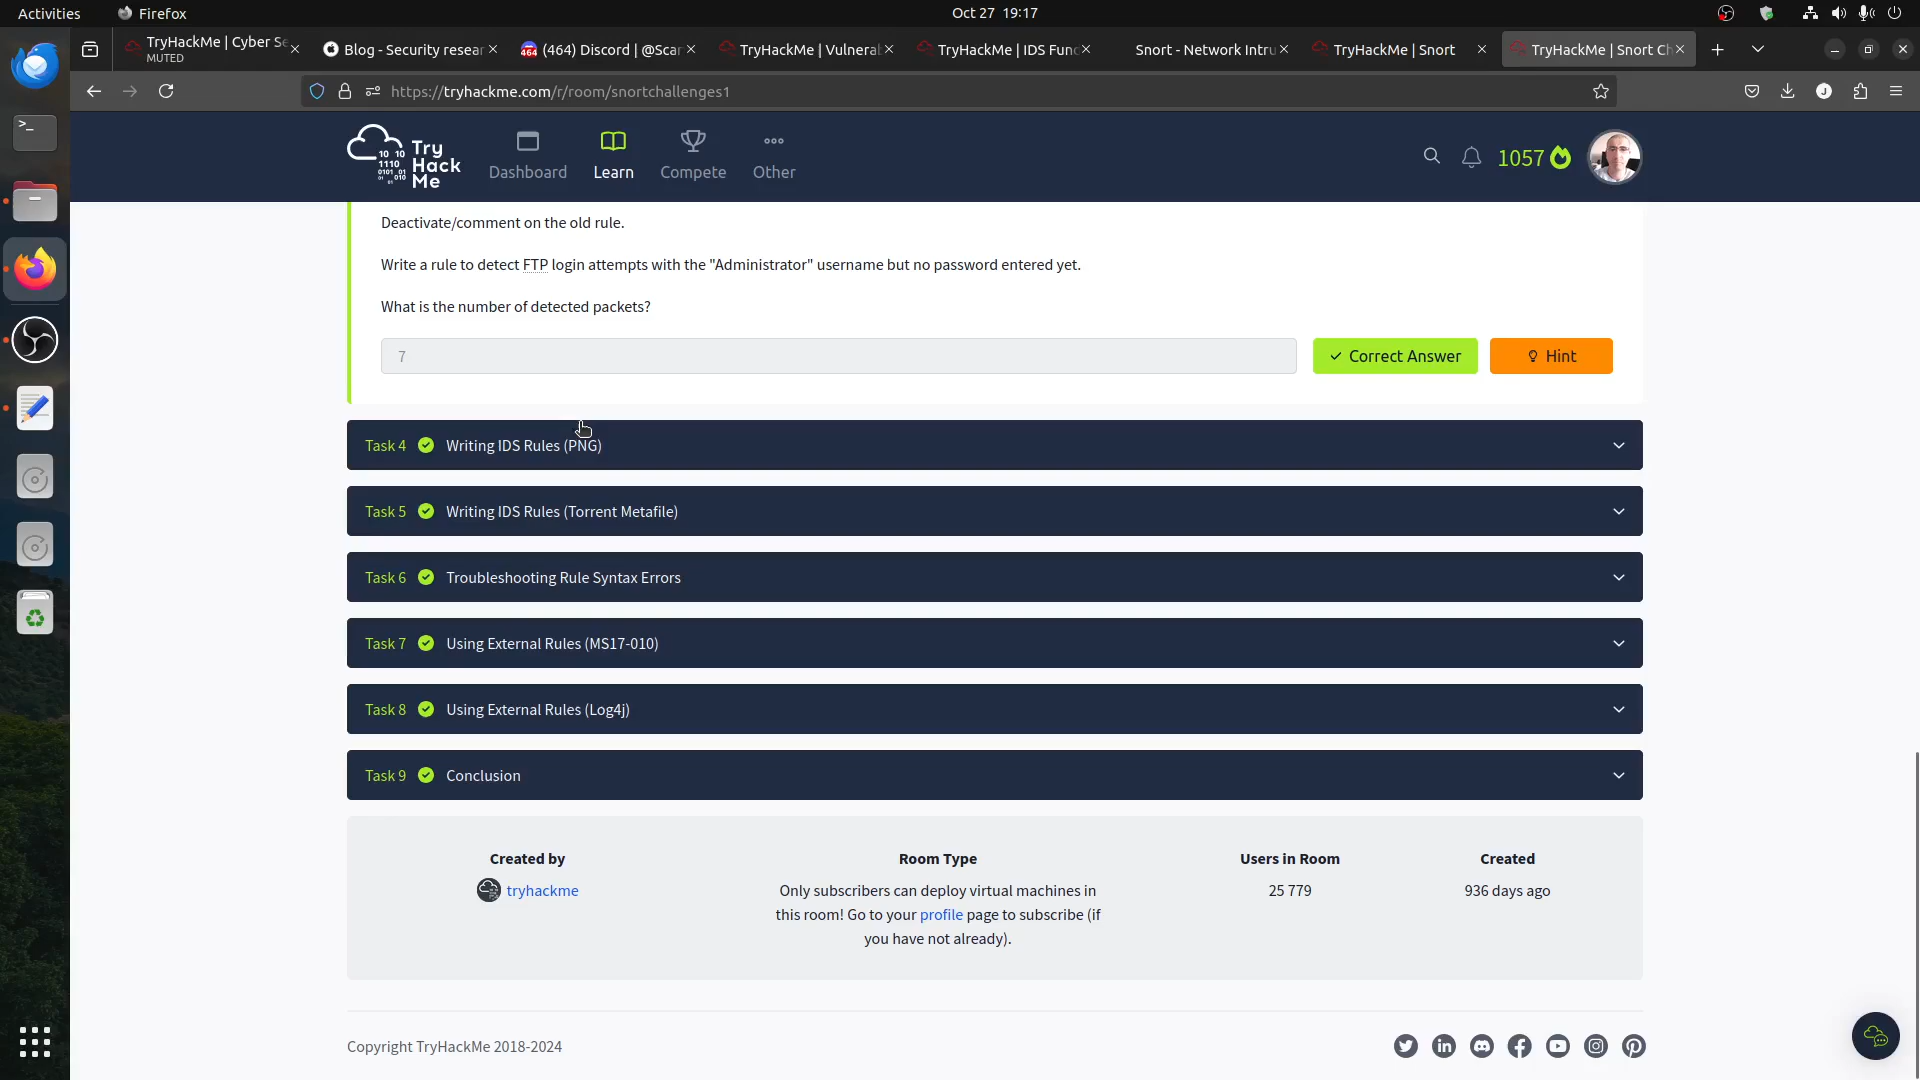 Activities
Firefox
Oct 27 19:17
TryHackMe | Cyber Se
MUTED
Blog - Security resear
(464) Discord | @Scar
TryHackMe | Vulneral
TryHackMe | IDS Func
Snort - Network Intru
TryHackMe | Snort
TryHackMe | Snort Ch
https://tryhackme.com/r/room/snortchallenges1
Try
Hack
Me
Dashboard
Learn
Compete
Other
1057
Deactivate/comment on the old rule.
Write a rule to detect FTP login attempts with the "Administrator" username but no password entered yet.
What is the number of detected packets?
7
Correct Answer
Hint
Task 4 Writing IDS Rules (PNG)
Task 5 Writing IDS Rules (Torrent Metafile)
Task 6 Troubleshooting Rule Syntax Errors
Task 7 Using External Rules (MS17-010)
Task 8 Using External Rules (Log4j)
Task 9 Conclusion
Created by
tryhackme
Room Type
Only subscribers can deploy virtual machines in
this room! Go to your profile page to subscribe (if
you have not already).
Users in Room
25 779
Created
936 days ago
Copyright TryHackMe 2018-2024